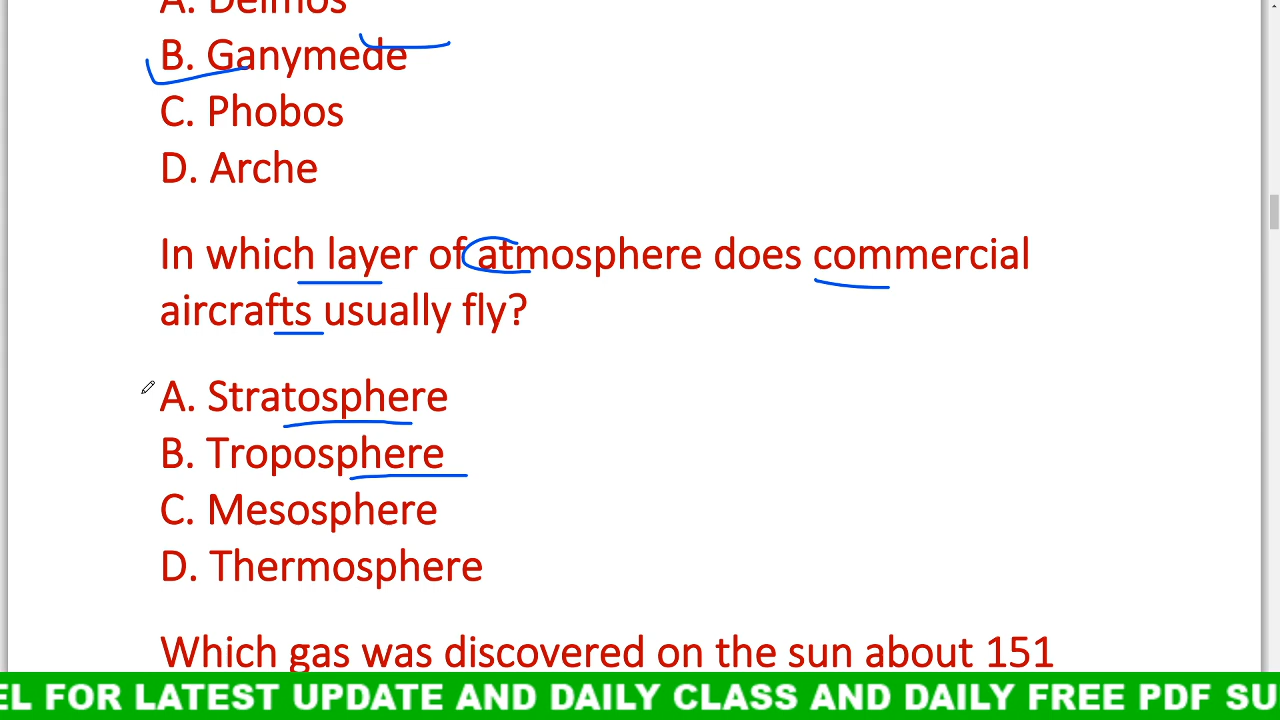 A. Deimos
B. Ganymede
C. Phobos
D. Arche
In which layer of atmosphere does commercial
aircrafts usually fly?
A. Stratosphere
B. Troposphere
C. Mesosphere
D. Thermosphere
Which gas was discovered on the sun about 151
EL FOR LATEST UPDATE AND DAILY CLASS AND DAILY FREE PDF SU